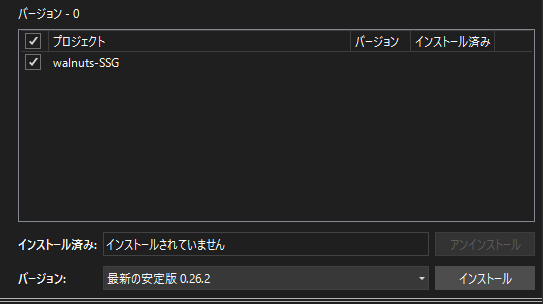 バージョン - 0
プロジェクト バージョン インストール済み
walnuts-SSG
インストール済み: インストールされていません アンインストール
バージョン: 最新の安定版 0.26.2 インストール